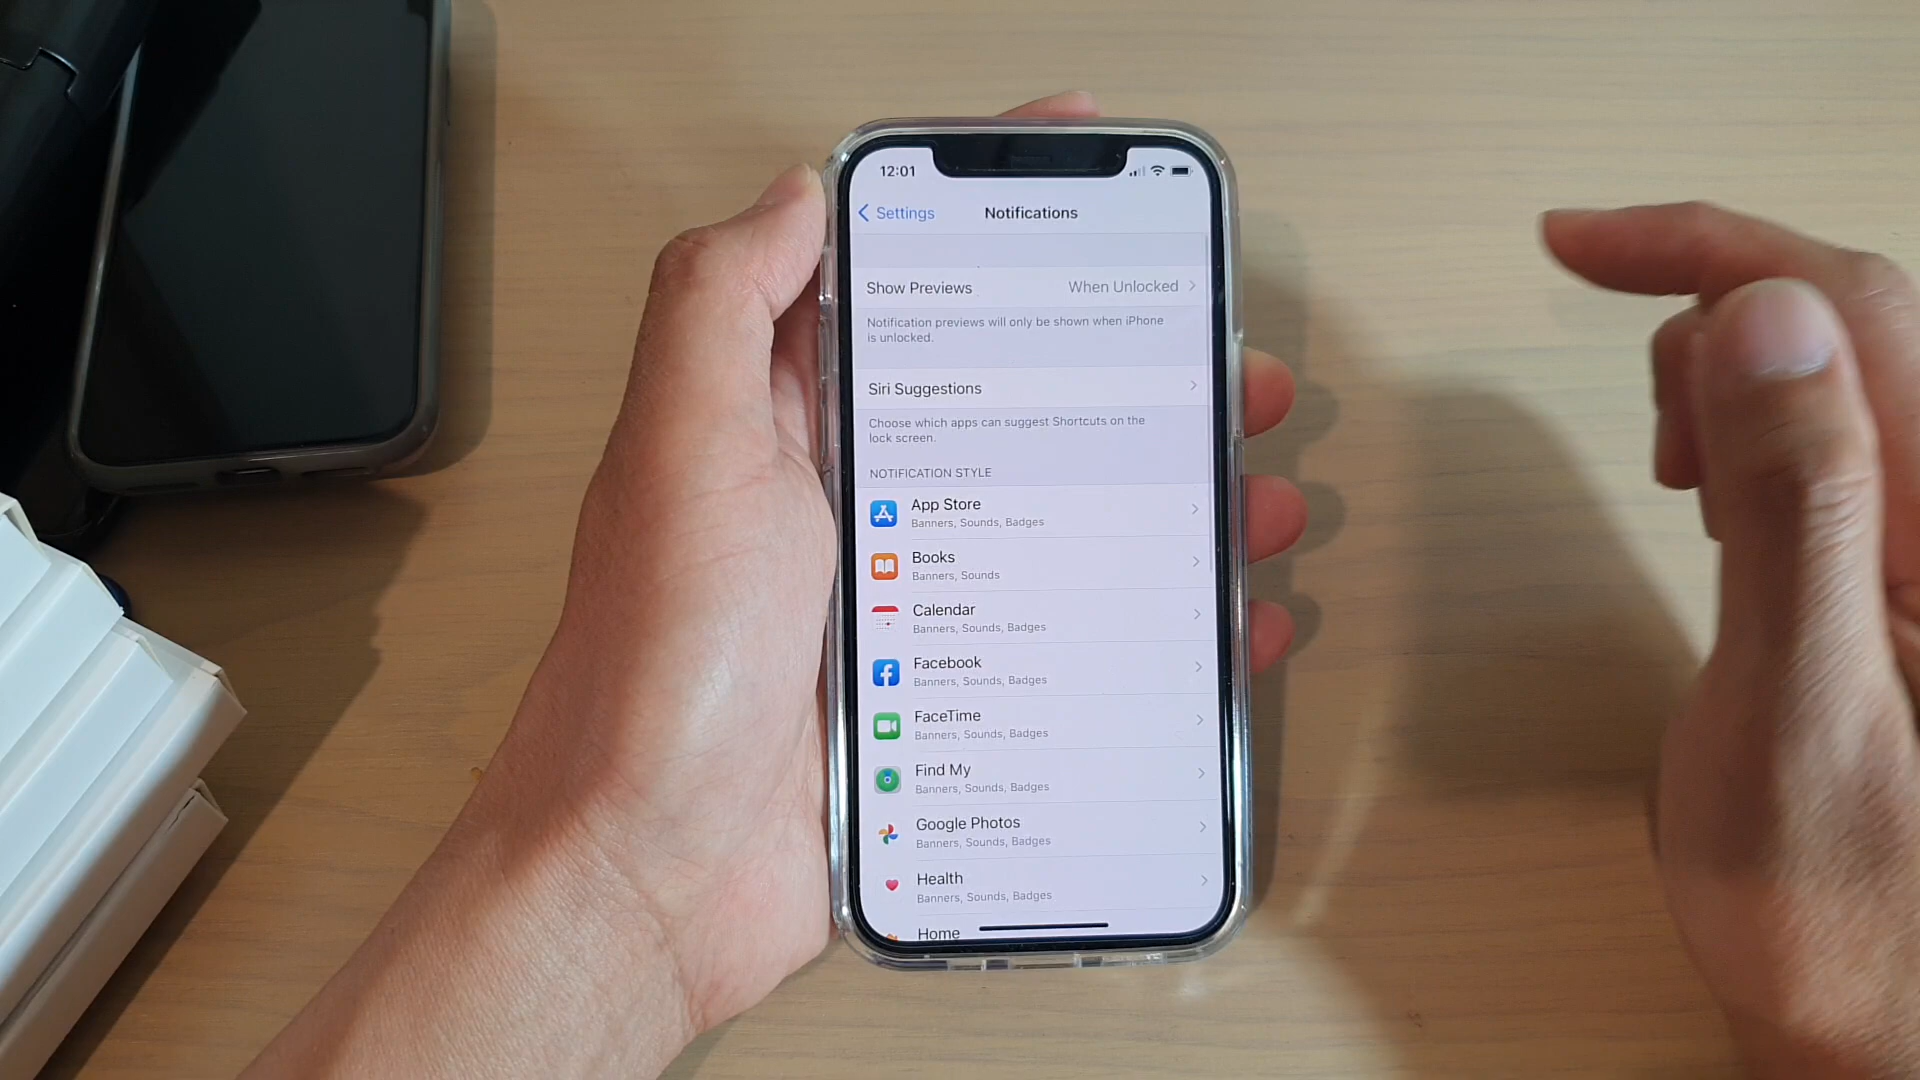 12:01
Settings
Notifications
Show Previews
When Unlocked
Notification previews will only be shown when iPhone
is unlocked.
Siri Suggestions
Choose which apps can suggest Shortcuts on the
lock screen.
NOTIFICATION STYLE
App Store
Banners, Sounds, Badges
Books
Banners, Sounds
Calendar
Banners, Sounds, Badges
Facebook
Banners, Sounds, Badges
FaceTime
Banners, Sounds, Badges
Find My
Banners, Sounds, Badges
Google Photos
Banners, Sounds, Badges
Health
Banners, Sounds, Badges
Home